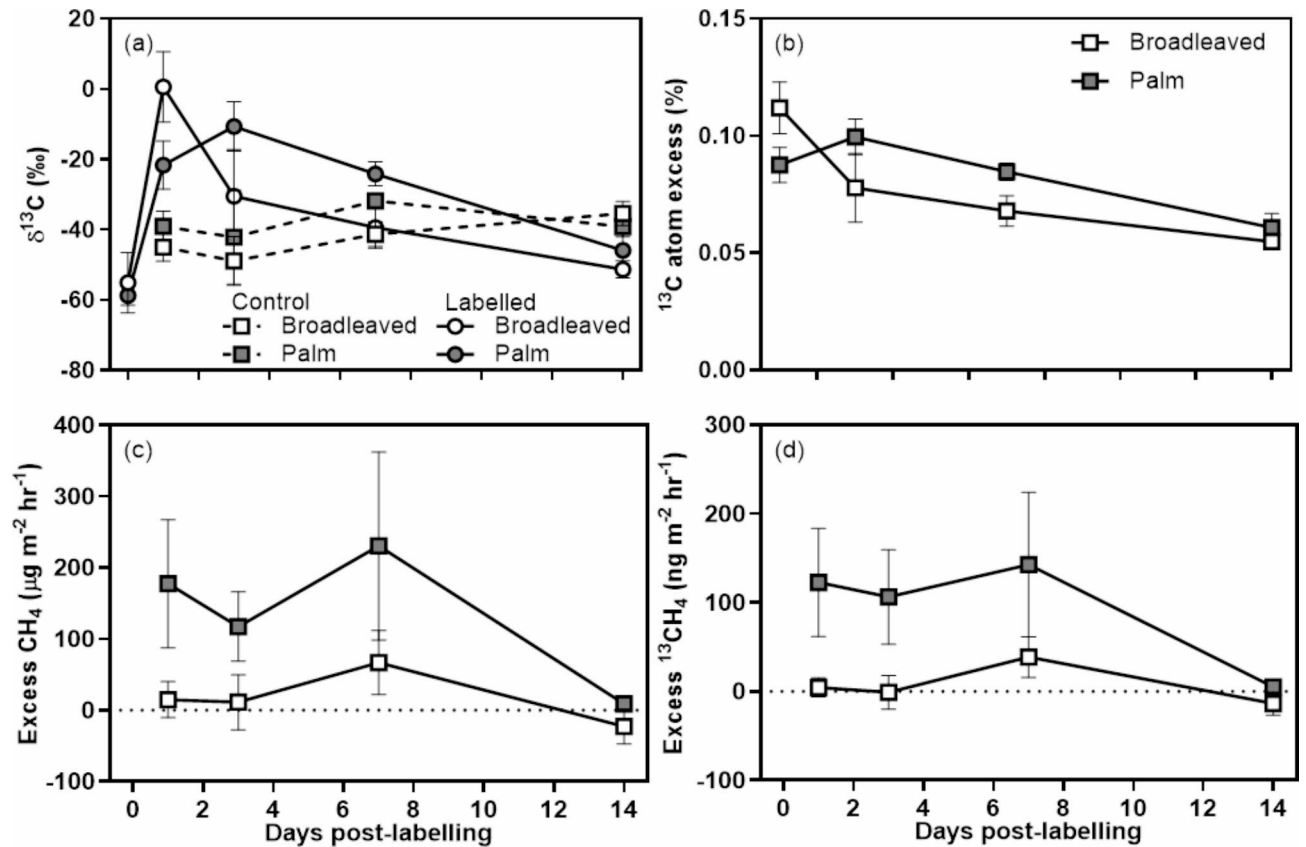 (a)
δ¹³C (‰)
20
0
-20
-40
-60
-80
Control
Labelled
Broadleaved
Broadleaved
Palm
Palm
(b)
¹³C atom excess (%)
0.15
0.10
0.05
0.00
Broadleaved
Palm
(c)
Excess CH₄ (μg m⁻² hr⁻¹)
400
300
200
100
0
-100
0 2 4 6 8 10 12 14
Days post-labelling
(d)
Excess ¹³CH₄ (ng m⁻² hr⁻¹)
300
200
100
0
-100
0 2 4 6 8 10 12 14
Days post-labelling